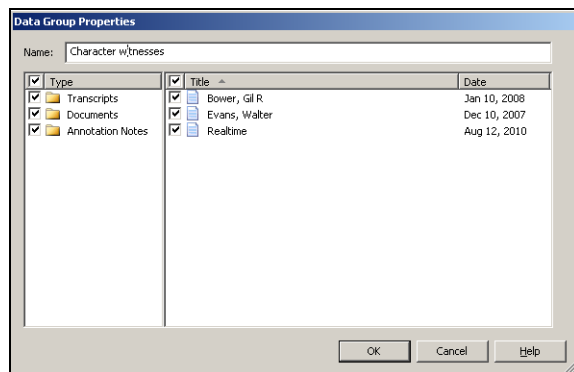 Data Group Properties
Name: Character witnesses
Type Title Date
Transcripts Bower, Gil R Jan 10, 2008
Documents Evans, Walter Dec 10, 2007
Annotation Notes Realtime Aug 12, 2010
OK Cancel Help